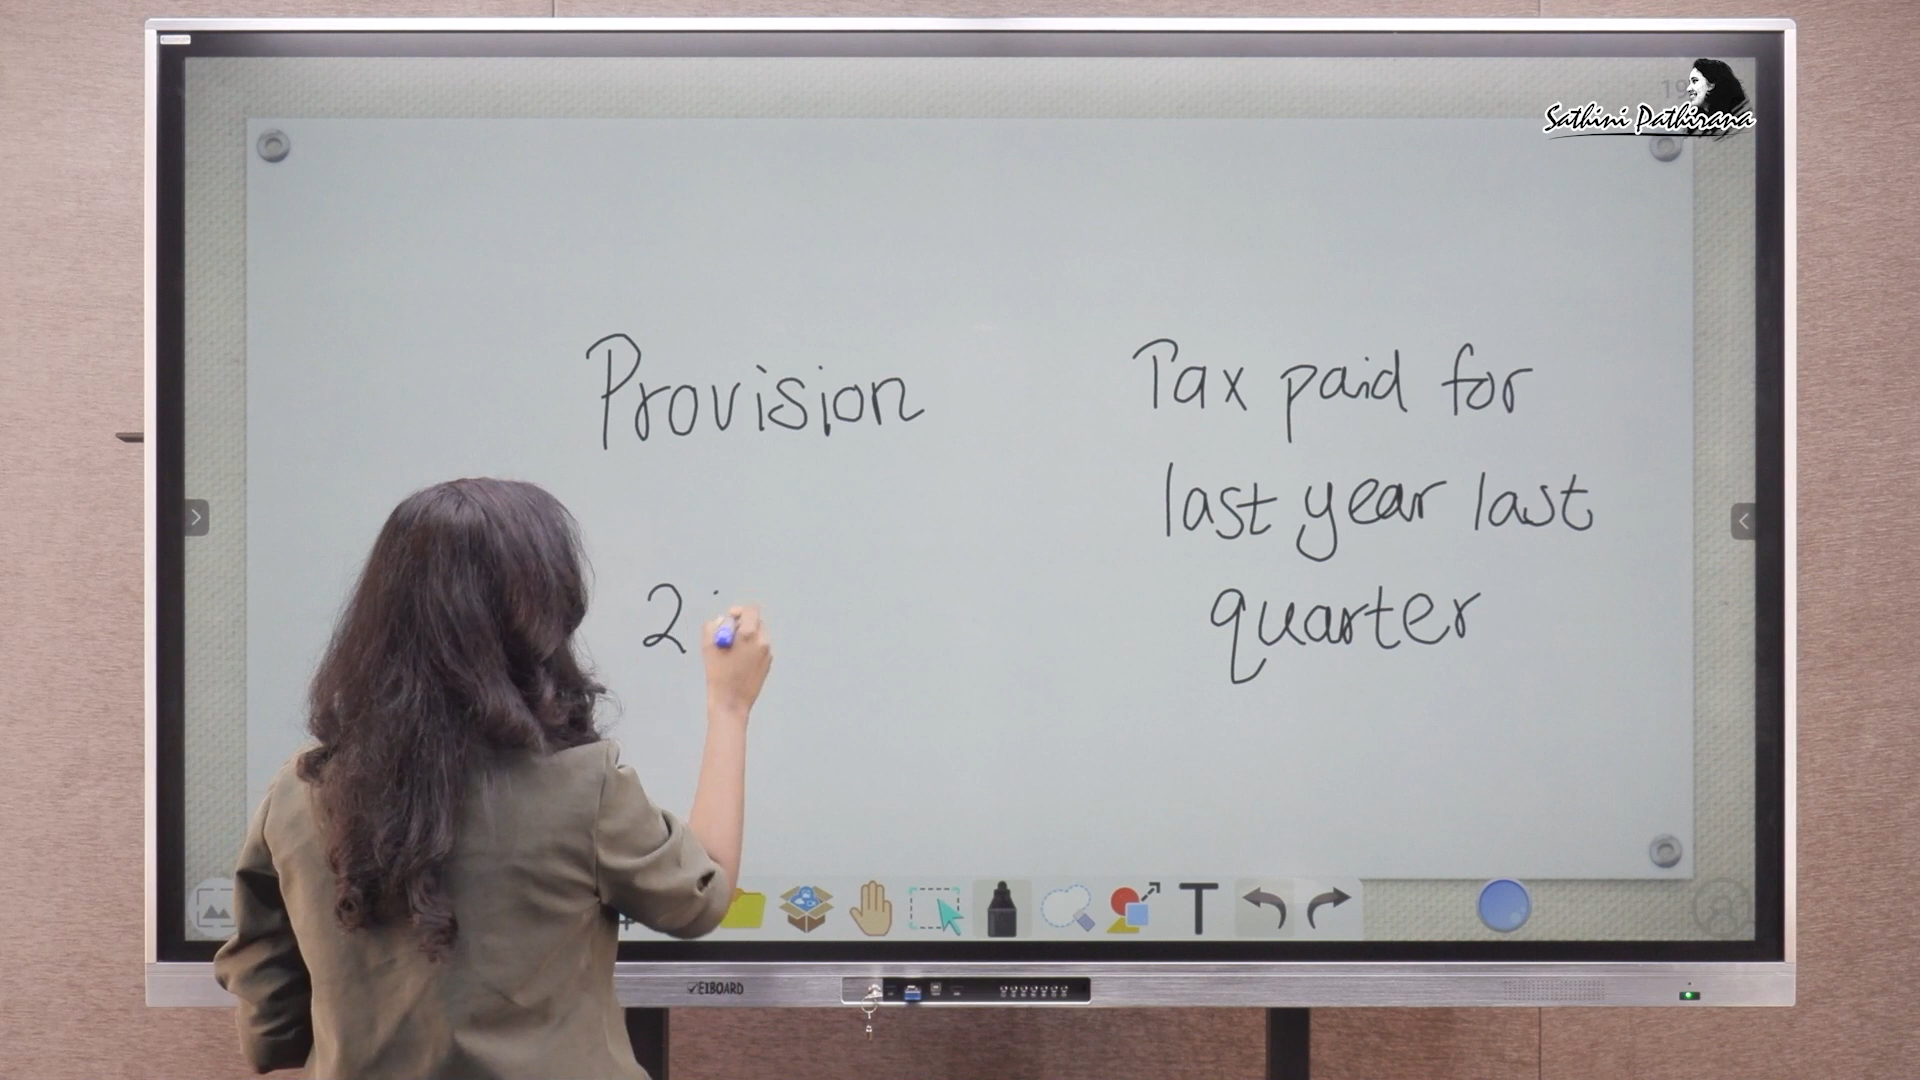 Sathini Pathirana
Provision
Tax paid for
last year last
quarter
2
T
EIBOARD